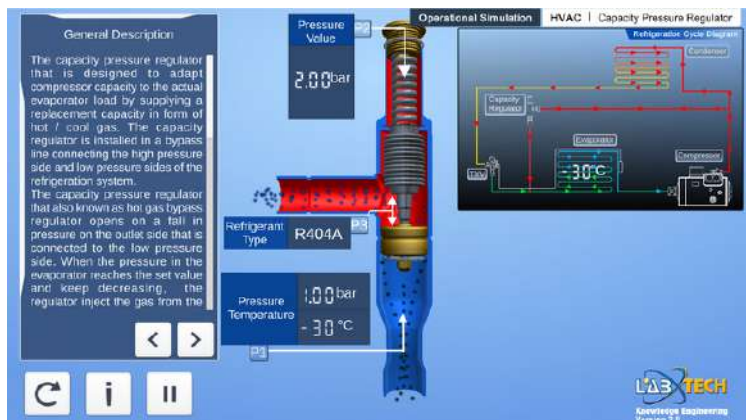 General Description
The capacity pressure regulator
that is designed to adapt
compressor capacity to the actual
evaporator load by supplying a
replacement capacity in form of
hot / cool gas. The capacity
regulator is installed in a bypass
line connecting the high pressure
side and low pressure sides of the
refrigeration system.
The capacity pressure regulator
that also known as hot gas bypass
regulator opens on a fall in
pressure on the outlet side that is
connected to the low pressure
side. When the pressure in the
evaporator reaches the set value
and keep decreasing, the
regulator inject the gas from the
Pressure
Value
2.00 bar
P2
Operational Simulation
HVAC | Capacity Pressure Regulator
Refrigeration Cycle Diagram
Condenser
Capacity
Regulator
Evaporator
-30°C
TXV
Compressor
Refrigerant
Type
R404A
P3
Pressure
Temperature
1.00 bar
-30 °C
P1
LABTECH
Knowledge Engineering